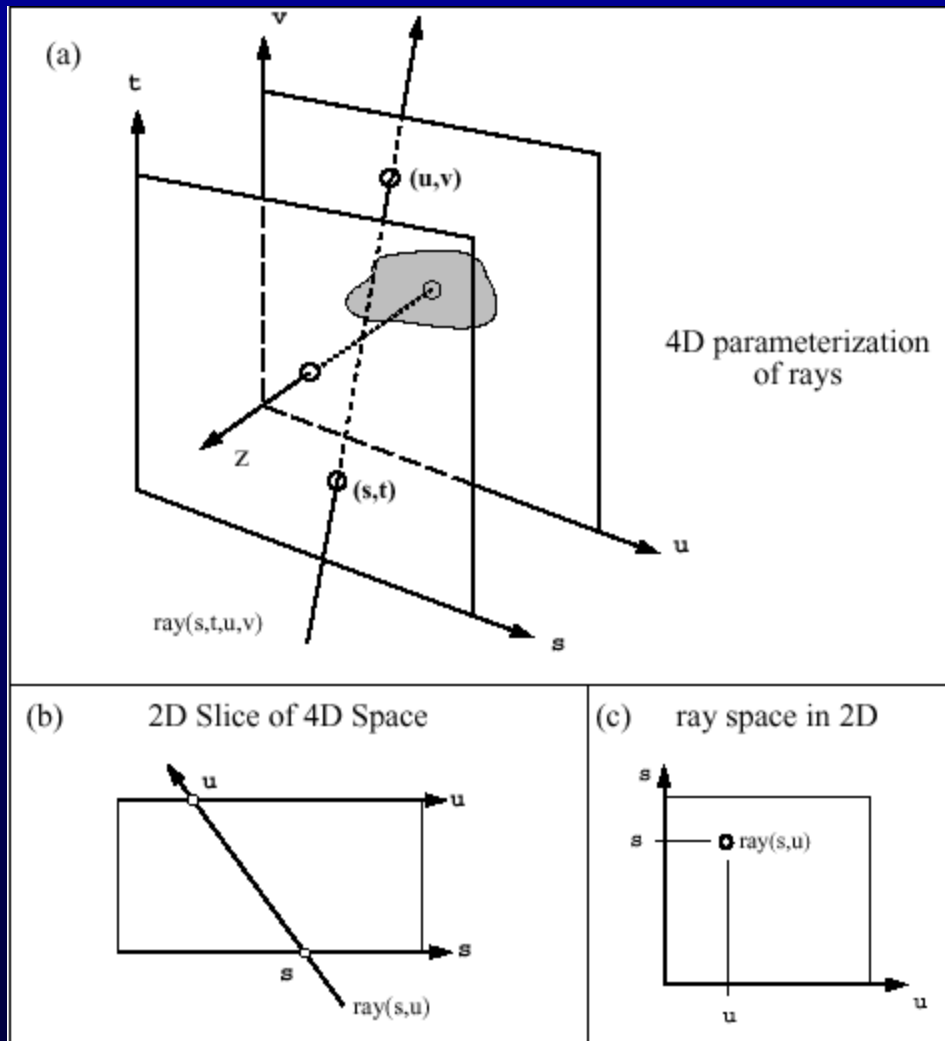 (a)
v
t
(u,v)
4D parameterization
of rays
z
(s,t)
u
ray(s,t,u,v)
s
(b) 2D Slice of 4D Space
u
u
s
s
ray(s,u)
(c) ray space in 2D
s
s
ray(s,u)
u
u